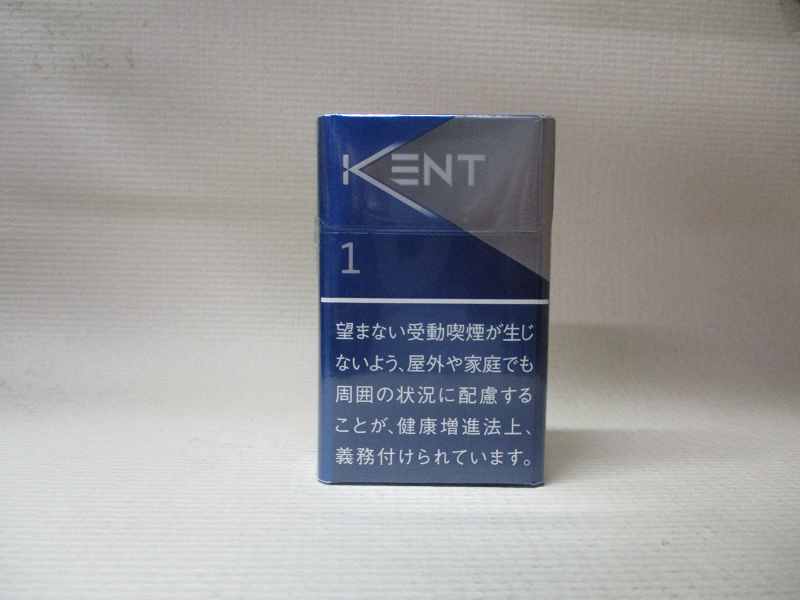 KENT
1
望まない受動喫煙が生じ
ないよう、屋外や家庭でも
周囲の状況に配慮する
ことが、健康増進法上、
義務付けられています。